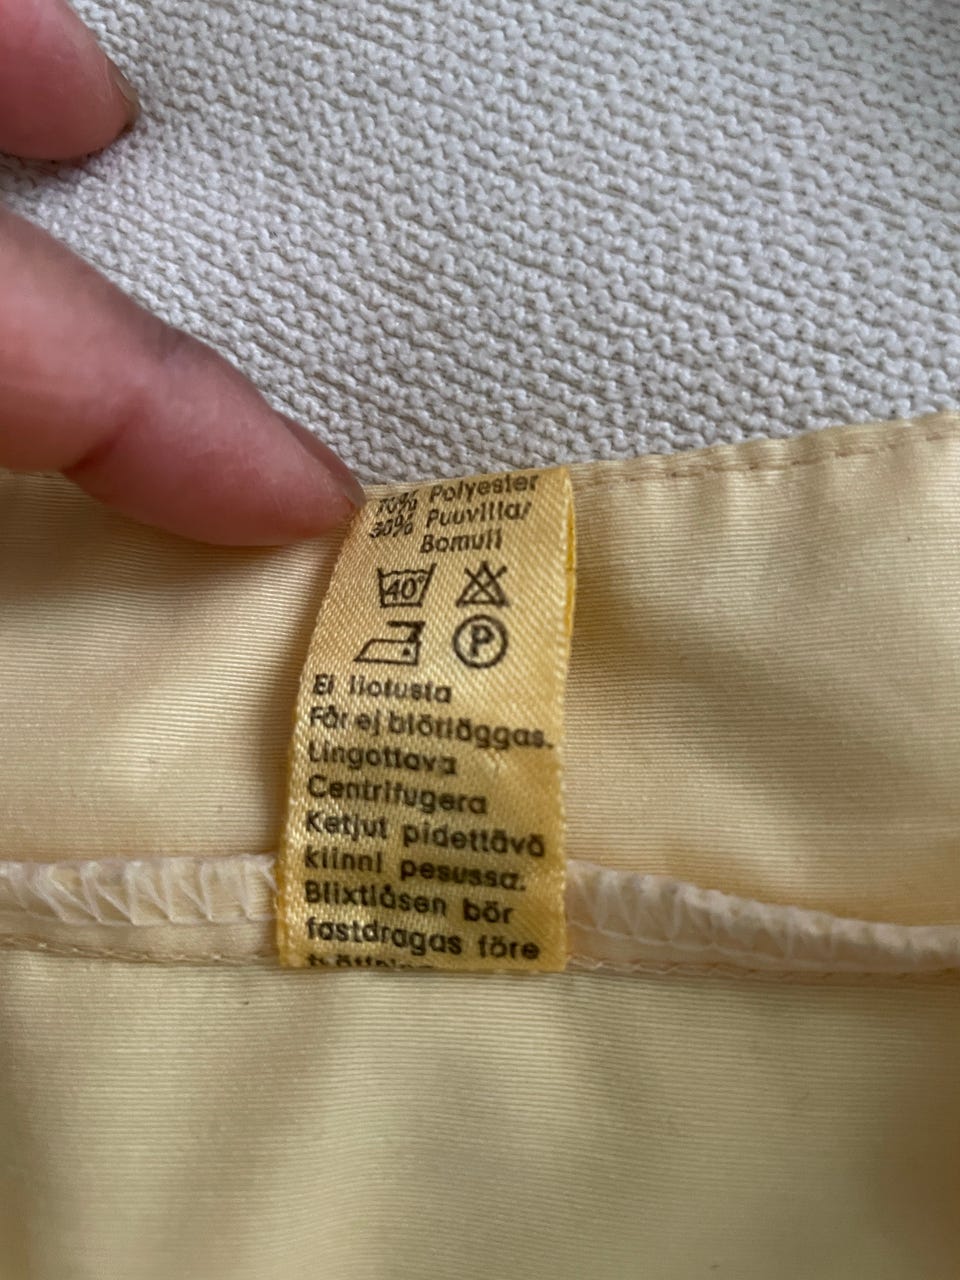 70% Polyester
30% Puuvilla/
Bomull
40°
P
Ei liotusta
Får ej blötläggas.
Lingottava
Centrifugera
Ketjut pidettävä
kiinni pesussa.
Blixtlåsen bör
fastdragas före